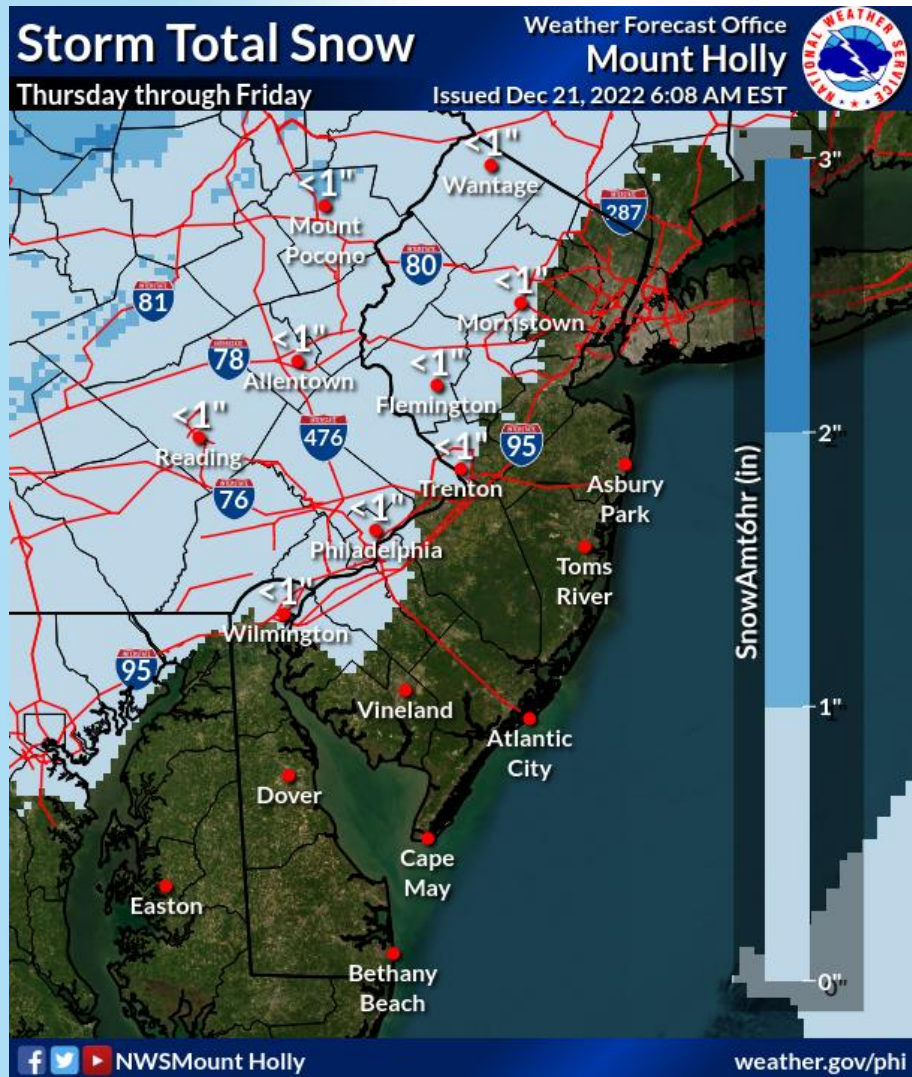 Storm Total Snow
Thursday through Friday
Weather Forecast Office
Mount Holly
Issued Dec 21, 2022 6:08 AM EST
NATIONAL WEATHER SERVICE
<1"
Wantage
<1"
Mount
Pocono
287
80
81
<1"
Morristown
78
<1"
Allentown
<1"
Flemington
<1"
Reading
476
95
<1"
Trenton
Asbury
Park
76
<1"
Philadelphia
Toms
River
<1"
Wilmington
95
Vineland
Atlantic
City
Dover
Cape
May
Easton
Bethany
Beach
3"
2"
1"
0"
SnowAmt6hr (in)
NWSMount Holly
weather.gov/phi